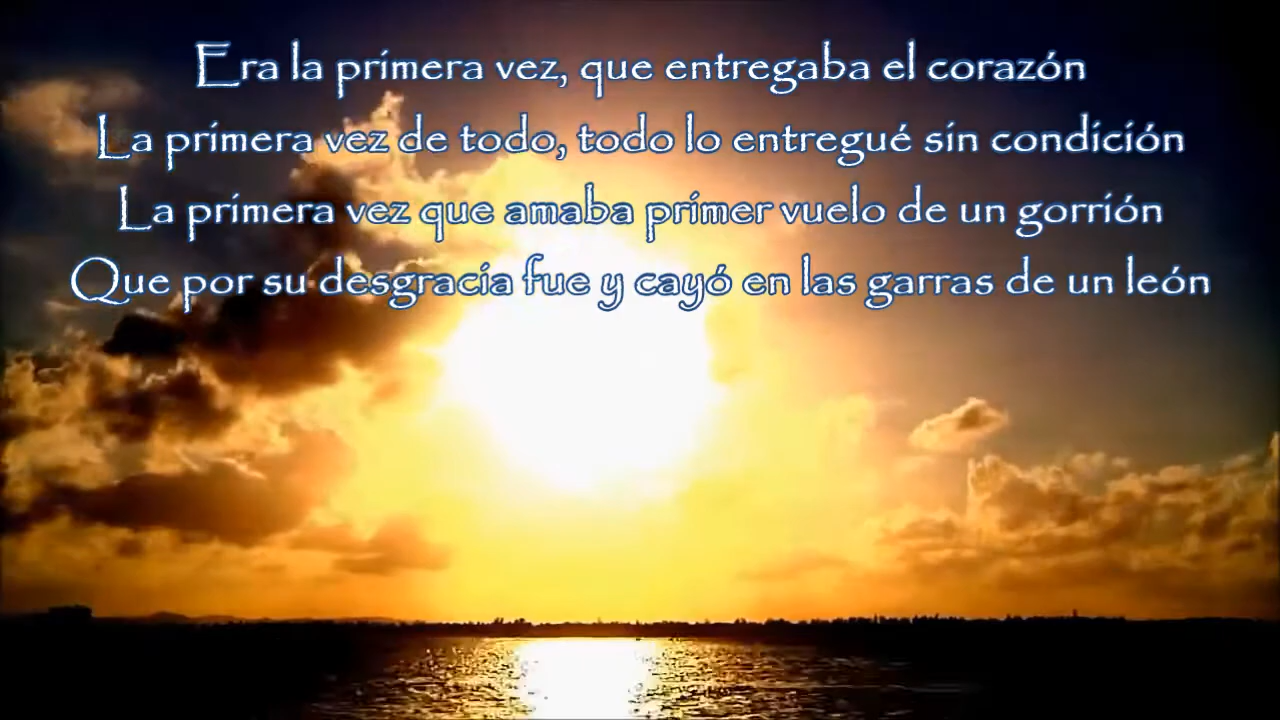 Era la primera vez, que entregaba el corazón
La primera vez de todo, todo lo entregué sin condición
La primera vez que amaba primer vuelo de un gorrión
Que por su desgracia fue y cayó en las garras de un león